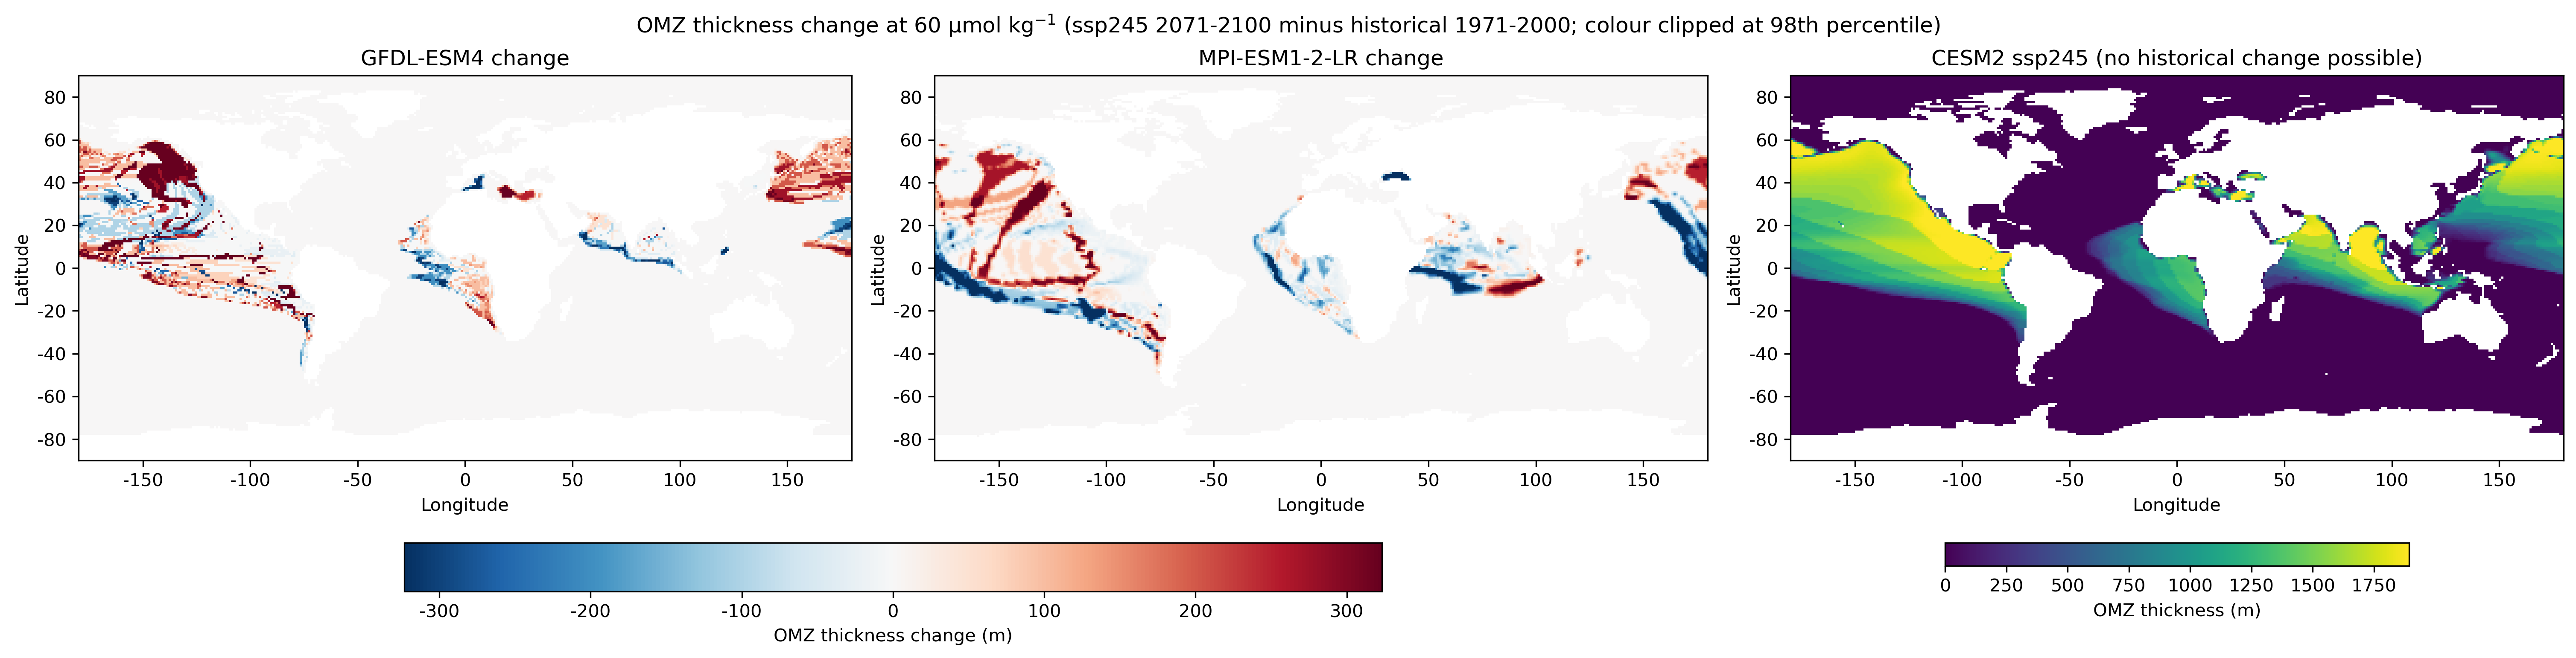 OMZ thickness change at 60 µmol kg⁻¹ (ssp245 2071-2100 minus historical 1971-2000; colour clipped at 98th percentile)
GFDL-ESM4 change
MPI-ESM1-2-LR change
CESM2 ssp245 (no historical change possible)
80
60
40
20
0
-20
-40
-60
-80
Latitude
-150 -100 -50 0 50 100 150
Longitude
80
60
40
20
0
-20
-40
-60
-80
Latitude
-150 -100 -50 0 50 100 150
Longitude
80
60
40
20
0
-20
-40
-60
-80
Latitude
-150 -100 -50 0 50 100 150
Longitude
-300 -200 -100 0 100 200 300
OMZ thickness change (m)
0 250 500 750 1000 1250 1500 1750
OMZ thickness (m)